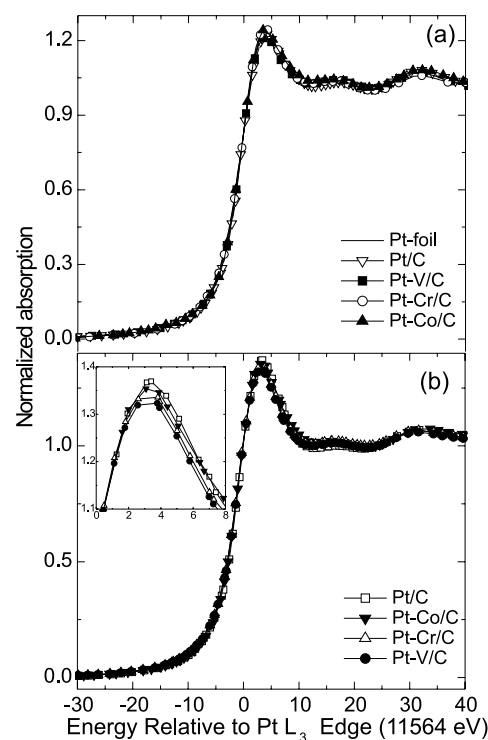 1.2
0.9
0.6
0.3
0.0
(a)
Pt-foil
Pt/C
Pt-V/C
Pt-Cr/C
Pt-Co/C
Normalized absorption
(b)
1.4
1.3
1.2
1.1
0 2 4 6 8
1.0
0.5
0.0
Pt/C
Pt-Co/C
Pt-Cr/C
Pt-V/C
-30 -20 -10 0 10 20 30 40
Energy Relative to Pt L3 Edge (11564 eV)